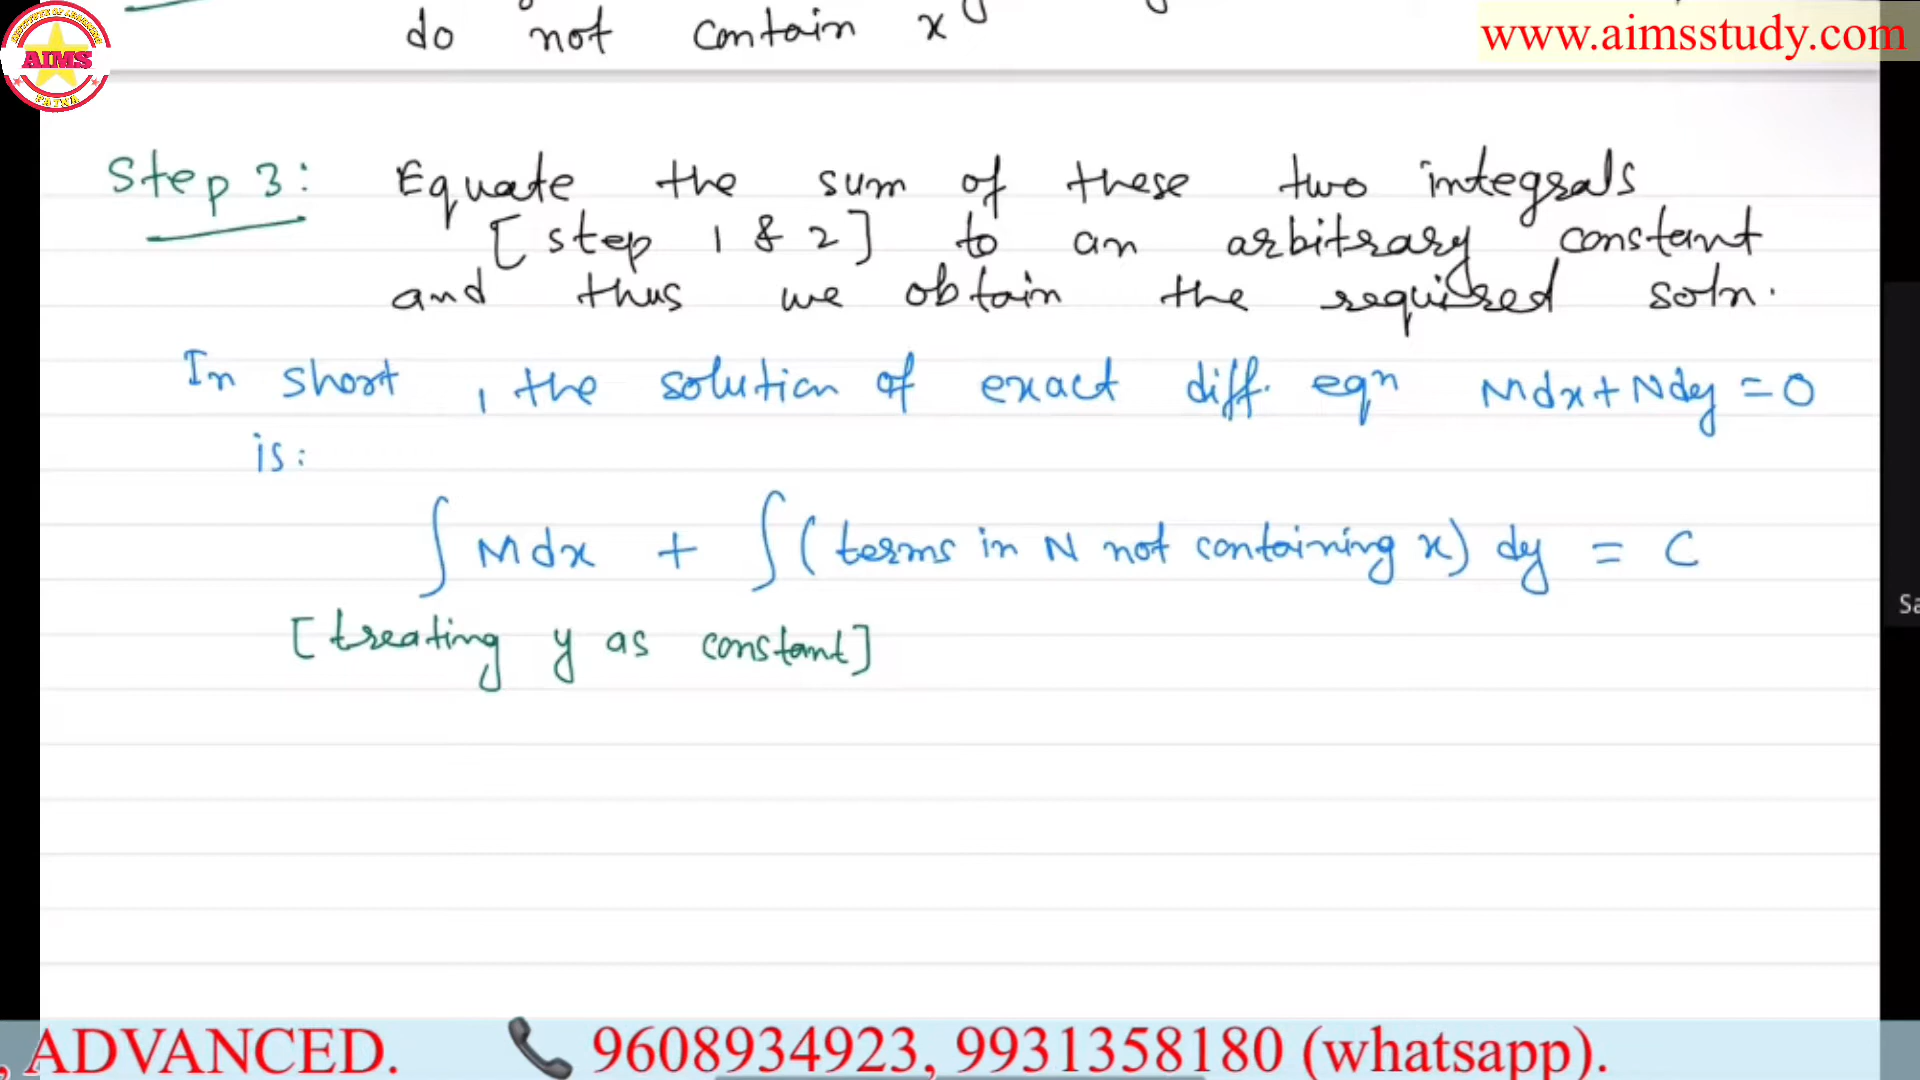 do not contain x
www.aimsstudy.com
AIMS
PATNA
Step 3: Equate the sum of these two integrals
[step 1 & 2] to an arbitrary constant
and thus we obtain the required soln.
In short, the solution of exact diff. eqn Mdx+Ndy=0
is:
∫ Mdx + ∫ (terms in N not containing x) dy = C
[treating y as constant]
Sa
, ADVANCED. 9608934923, 9931358180 (whatsapp).